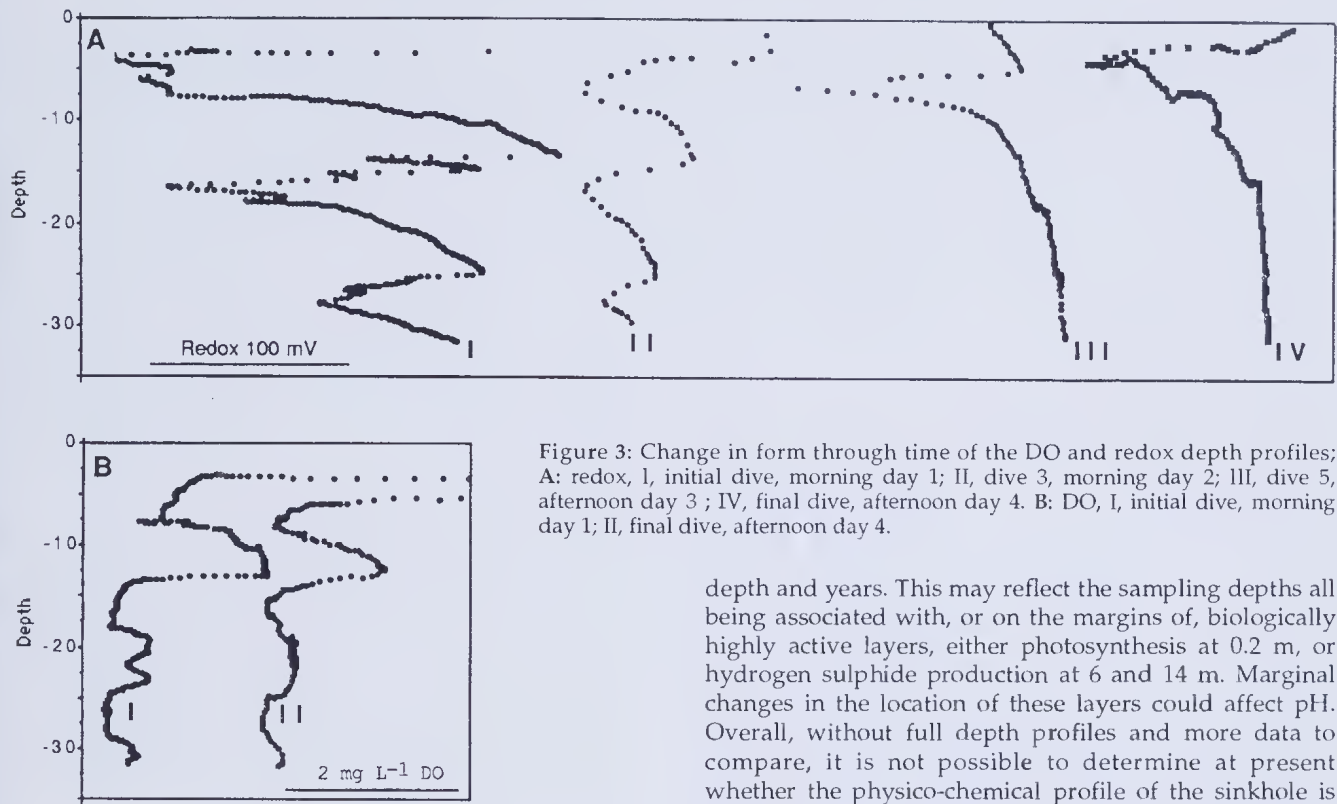 0
A
-10
-20
-30
Depth
Redox 100 mV
I
II
III
IV
0
B
-10
-20
-30
Depth
I
II
2 mg L-1 DO
Figure 3: Change in form through time of the DO and redox depth profiles;
A: redox, I, initial dive, morning day 1; II, dive 3, morning day 2; III, dive 5,
afternoon day 3 ; IV, final dive, afternoon day 4. B: DO, I, initial dive, morning
day 1; II, final dive, afternoon day 4.
depth and years. This may reflect the sampling depths all
being associated with, or on the margins of, biologically
highly active layers, either photosynthesis at 0.2 m, or
hydrogen sulphide production at 6 and 14 m. Marginal
changes in the location of these layers could affect pH.
Overall, without full depth profiles and more data to
compare, it is not possible to determine at present
whether the physico-chemical profile of the sinkhole is